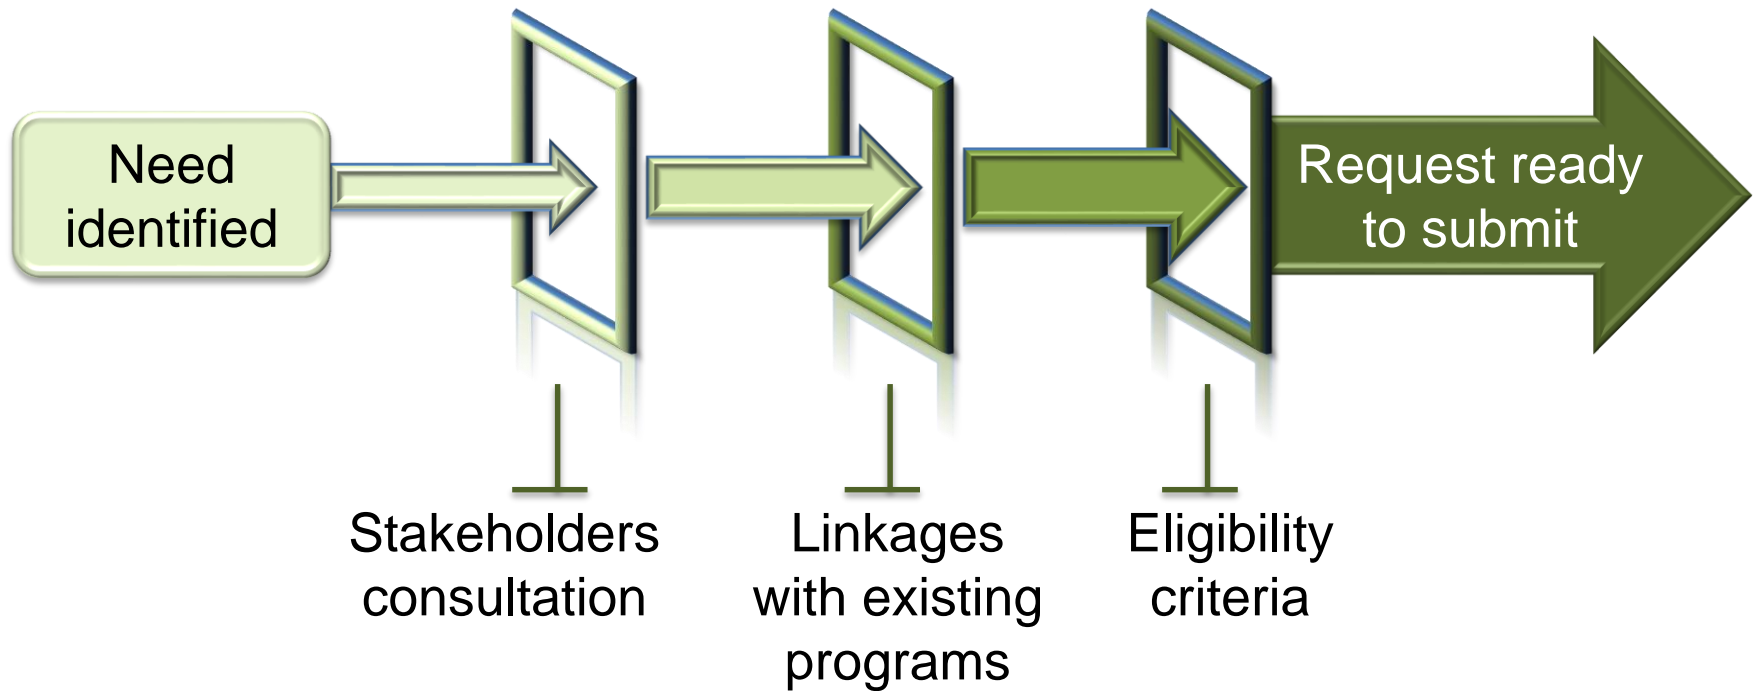 Need
identified
Request ready
to submit
Stakeholders
consultation
Linkages
with existing
programs
Eligibility
criteria